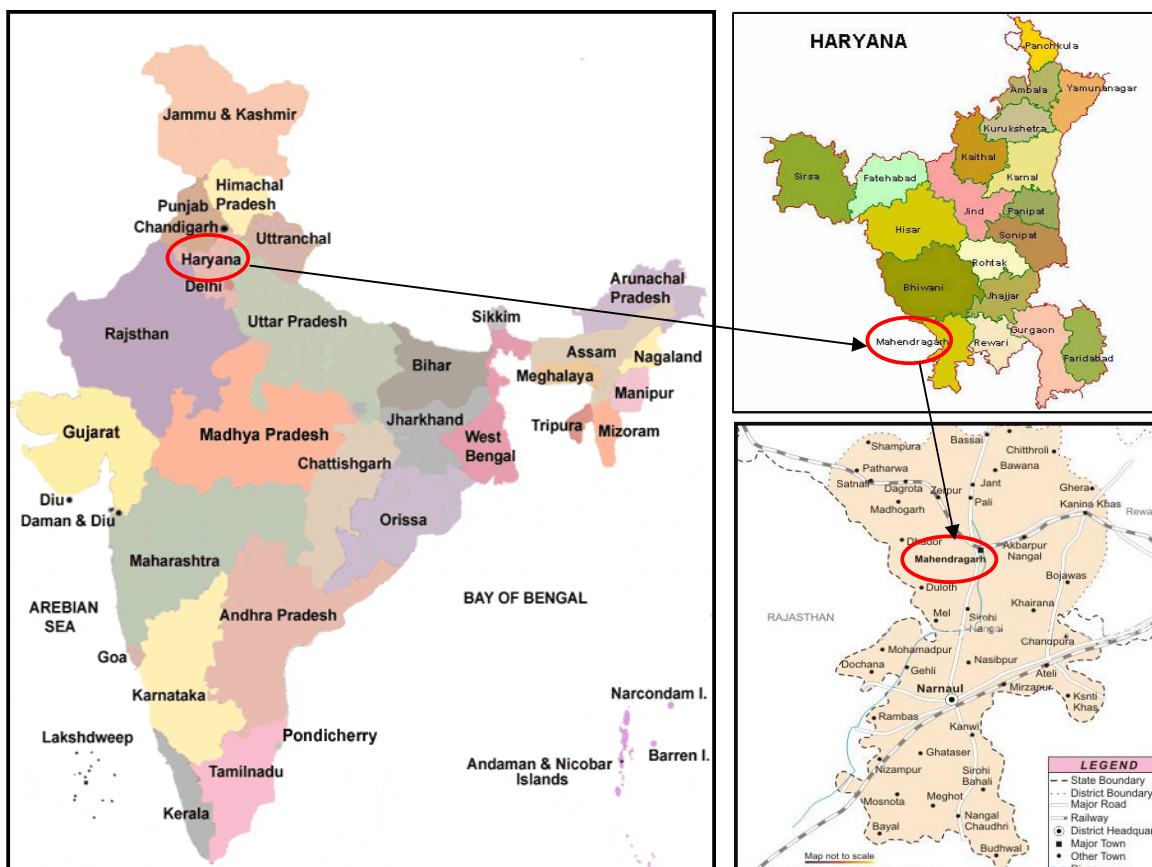 Jammu & Kashmir
Himachal
Pradesh
Punjab
Chandigarh
Uttranchal
Haryana
Delhi
Rajsthan
Uttar Pradesh
Sikkim
Arunachal
Pradesh
Assam
Nagaland
Bihar
Meghalaya
Manipur
Jharkhand
Gujarat
Madhya Pradesh
West
Bengal
Tripura
Mizoram
Chattishgarh
Diu
Daman & Diu
Orissa
Maharashtra
AREBIAN
SEA
BAY OF BENGAL
Andhra Pradesh
Goa
Karnataka
Narcondam I.
Lakshdweep
Pondicherry
Barren I.
Andaman & Nicobar
Islands
Tamilnadu
Kerala
HARYANA
Panchkula
Ambala
Yamunanagar
Kurukshetra
Kaithal
Sirsa
Fatehabad
Karnal
Jind
Panipat
Hisar
Sonipat
Rohtak
Bhiwani
Jhajjar
Gurgaon
Mahendragarh
Rewari
Faridabad
Shampura
Bassai
Chitthroli
Patharwa
Bawana
Satnali
Dagrota
Zerpur
Jant
Ghera
Madhogarh
Pali
Kanina Khas
Rewa
Dhador
Akbarpur
Nangal
Mahendragarh
Duloth
Bojawas
Mel
Sirohi
Nangal
Khairana
RAJASTHAN
Chandpura
Mohamadpur
Dochana
Gehli
Nasibpur
Ateli
Narnaul
Mirzapur
Ksnti
Khas
Rambas
Kanwi
Ghataser
Nizampur
Sirohi
Bahali
Mosnota
Meghot
Nangal
Chaudhri
Bayal
Budhwal
Map not to scale
LEGEND
State Boundary
District Boundary
Major Road
Railway
District Headquar
Major Town
Other Town